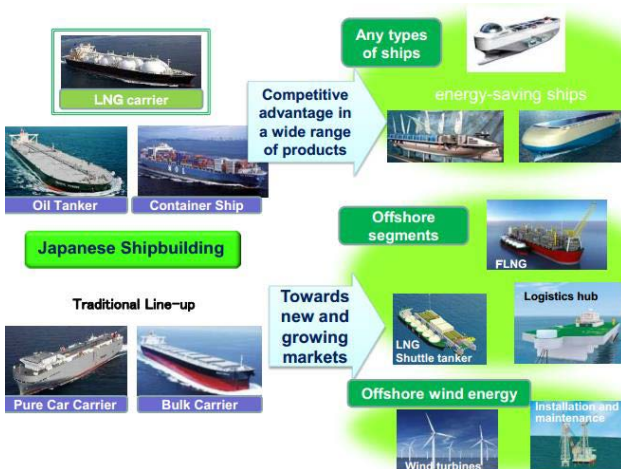 LNG carrier
Oil Tanker
Container Ship
Japanese Shipbuilding
Traditional Line-up
Pure Car Carrier
Bulk Carrier
Competitive
advantage in
a wide range
of products
Towards
new and
growing
markets
Any types
of ships
energy-saving ships
Offshore
segments
FLNG
LNG
Shuttle tanker
Logistics hub
Offshore wind energy
Wind turbines
Installation and
maintenance